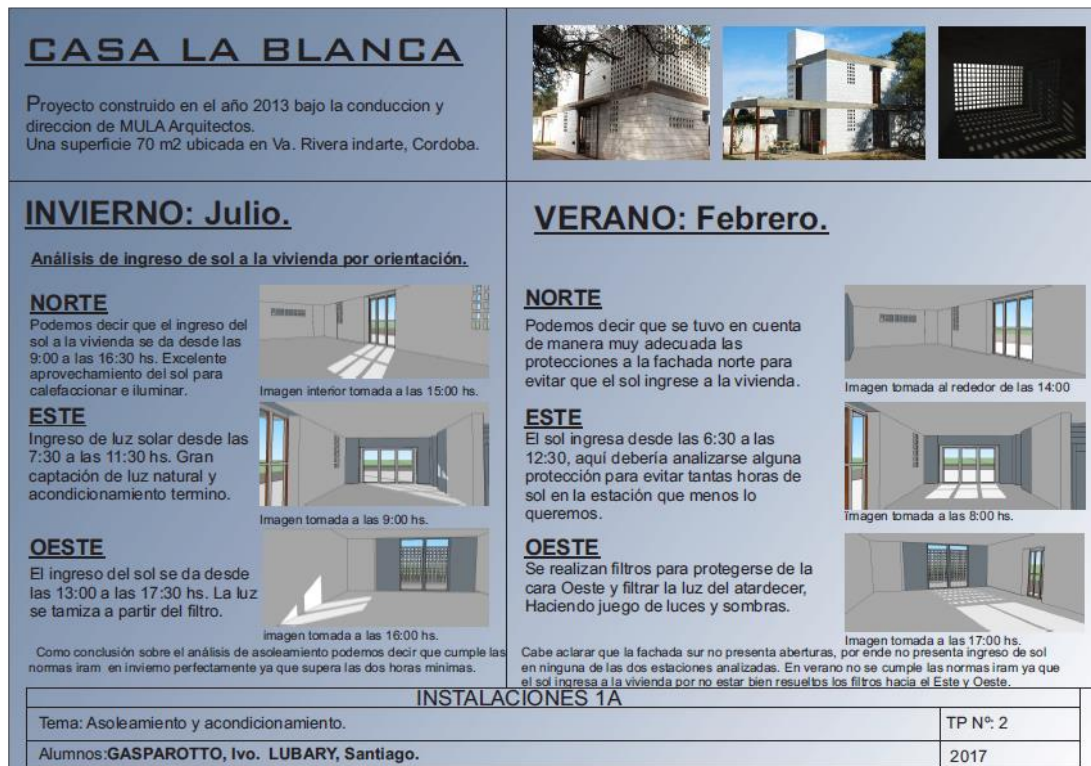 CASA LA BLANCA
Proyecto construido en el año 2013 bajo la conduccion y
direccion de MULA Arquitectos.
Una superficie 70 m2 ubicada en Va. Rivera indarte, Cordoba.
INVIERNO: Julio.
Análisis de ingreso de sol a la vivienda por orientación.
NORTE
Podemos decir que el ingreso del
sol a la vivienda se da desde las
9:00 a las 16:30 hs. Excelente
aprovechamiento del sol para
calefaccionar e iluminar.
Imagen interior tomada a las 15:00 hs.
ESTE
Ingreso de luz solar desde las
7:30 a las 11:30 hs. Gran
captación de luz natural y
acondicionamiento termino.
Imagen tomada a las 9:00 hs.
OESTE
El ingreso del sol se da desde
las 13:00 a las 17:30 hs. La luz
se tamiza a partir del filtro.
imagen tomada a las 16:00 hs.
Como conclusión sobre el análisis de asoleamiento podemos decir que cumple las
normas iram en invierno perfectamente ya que supera las dos horas minimas.
VERANO: Febrero.
NORTE
Podemos decir que se tuvo en cuenta
de manera muy adecuada las
protecciones a la fachada norte para
evitar que el sol ingrese a la vivienda.
Imagen tomada al rededor de las 14:00
ESTE
El sol ingresa desde las 6:30 a las
12:30, aquí debería analizarse alguna
protección para evitar tantas horas de
sol en la estación que menos lo
queremos.
Imagen tomada a las 8:00 hs.
OESTE
Se realizan filtros para protegerse de la
cara Oeste y filtrar la luz del atardecer,
Haciendo juego de luces y sombras.
Imagen tomada a las 17:00 hs.
Cabe aclarar que la fachada sur no presenta aberturas, por ende no presenta ingreso de sol
en ninguna de las dos estaciones analizadas. En verano no se cumple las normas iram ya que
el sol ingresa a la vivienda por no estar bien resueltos los filtros hacia el Este y Oeste.
INSTALACIONES 1A
Tema: Asoleamiento y acondicionamiento.
TP Nº: 2
Alumnos:GASPAROTTO, Ivo. LUBARY, Santiago.
2017